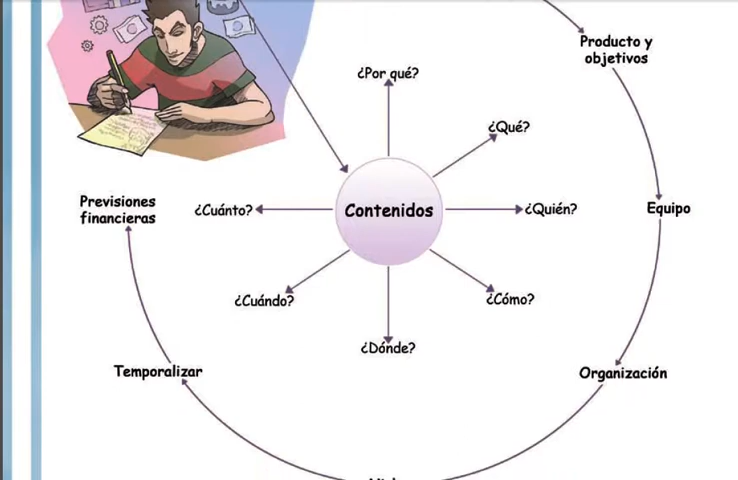 Producto y
objetivos
¿Por qué?
¿Qué?
Previsiones
financieras
¿Cuánto?
Contenidos
¿Quién?
Equipo
¿Cuándo?
¿Cómo?
¿Dónde?
Temporalizar
Organización